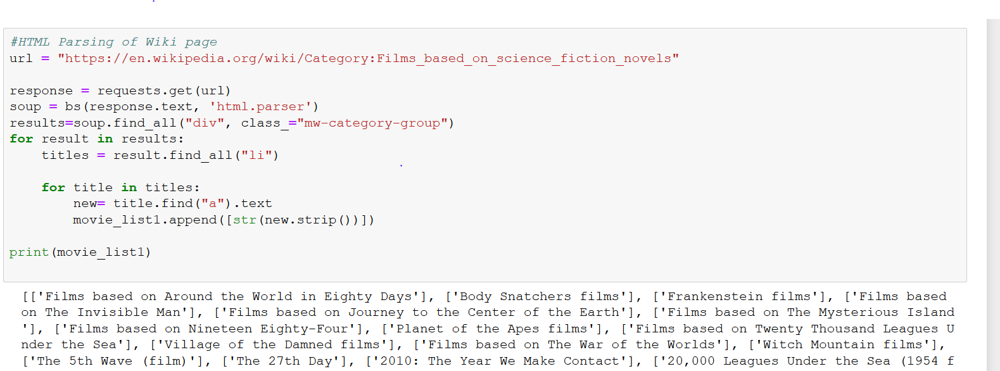 #HTML Parsing of Wiki page
url = "https://en.wikipedia.org/wiki/Category:Films_based_on_science_fiction_novels"
response = requests.get(url)
soup = bs(response.text, 'html.parser')
results=soup.find_all("div", class_="mw-category-group")
for result in results:
    titles = result.find_all("li")
    for title in titles:
        new= title.find("a").text
        movie_list1.append([str(new.strip())])
print(movie_list1)
[['Films based on Around the World in Eighty Days'], ['Body Snatchers films'], ['Frankenstein films'], ['Films based
on The Invisible Man'], ['Films based on Journey to the Center of the Earth'], ['Films based on The Mysterious Island
'], ['Films based on Nineteen Eighty-Four'], ['Planet of the Apes films'], ['Films based on Twenty Thousand Leagues U
nder the Sea'], ['Village of the Damned films'], ['Films based on The War of the Worlds'], ['Witch Mountain films'],
['The 5th Wave (film)'], ['The 27th Day'], ['2010: The Year We Make Contact'], ['20,000 Leagues Under the Sea (1954 f